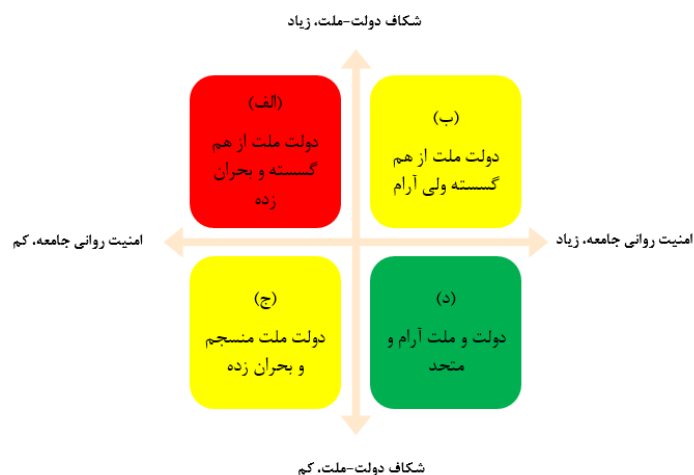 شکاف دولت-ملت، زیاد
(ب)
دولت ملت از هم
گسسته ولی آرام
(الف)
دولت ملت از هم
گسسته و بحران
زده
امنیت روانی جامعه، زیاد
امنیت روانی جامعه، کم
(د)
دولت و ملت آرام و
متحد
(ج)
دولت ملت منسجم
و بحران زده
شکاف دولت-ملت، کم